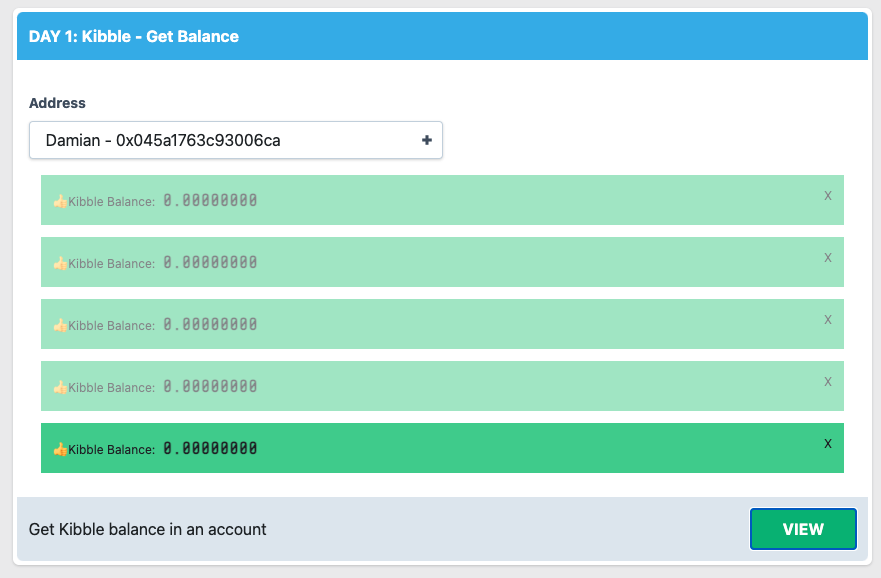 DAY 1: Kibble - Get Balance
Address
Damian - 0x045a1763c93006ca
👍Kibble Balance: 0.00000000 X
👍Kibble Balance: 0.00000000 X
👍Kibble Balance: 0.00000000 X
👍Kibble Balance: 0.00000000 X
👍Kibble Balance: 0.00000000 X
Get Kibble balance in an account
VIEW